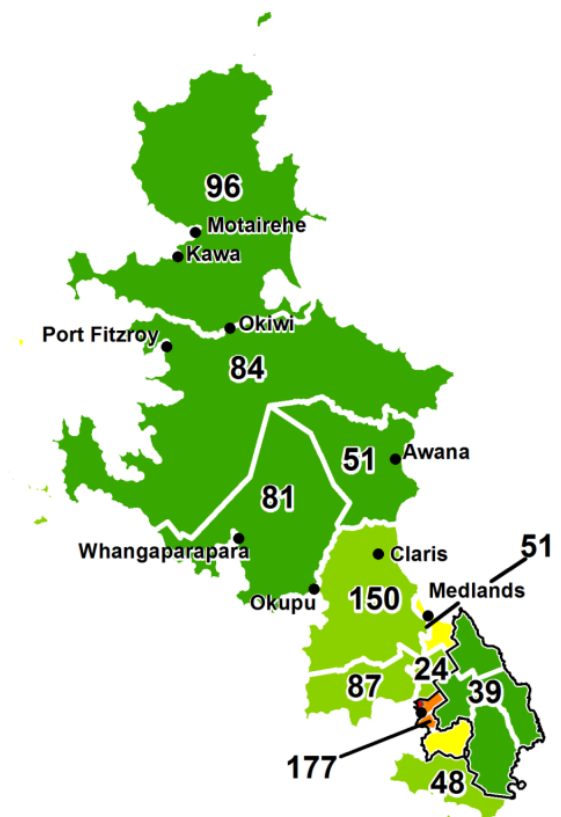 96
Motairehe
Kawa
Okiwi
Port Fitzroy
84
51
Awana
81
Whangaparapara
Claris
51
Okupu
150
Medlands
24
87
39
177
48